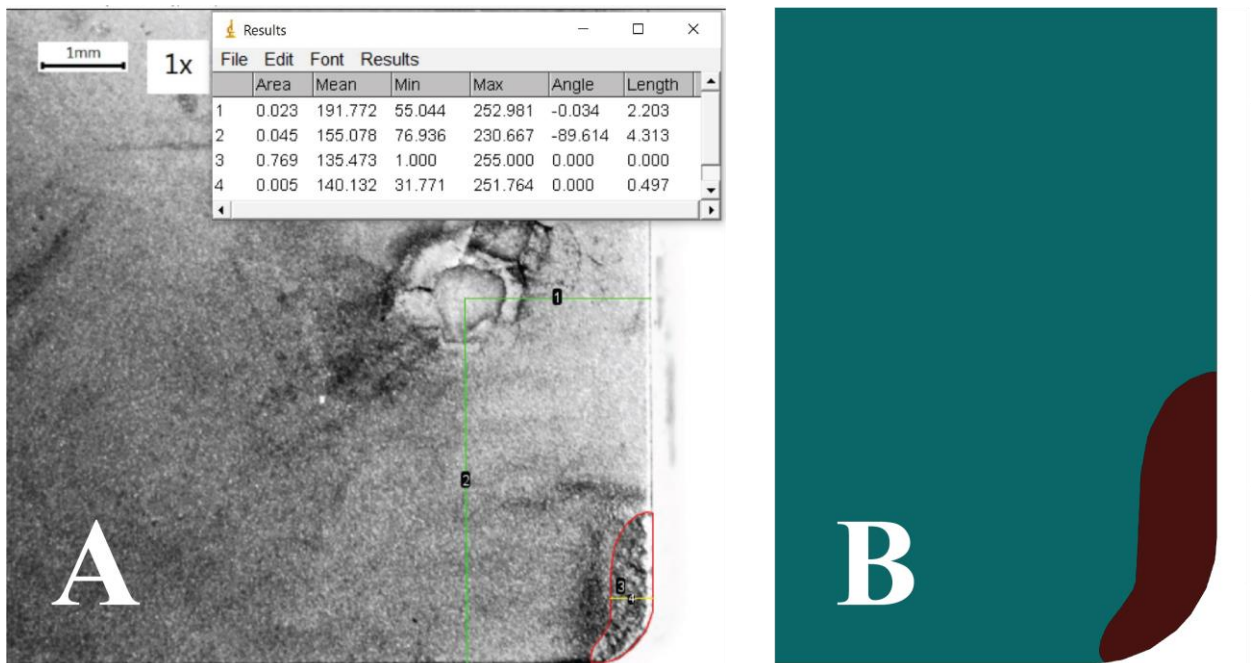 1mm
1x
Results
File Edit Font Results
Area Mean Min Max Angle Length
1 0.023 191.772 55.044 252.981 -0.034 2.203
2 0.045 155.078 76.936 230.667 -89.614 4.313
3 0.769 135.473 1.000 255.000 0.000 0.000
4 0.005 140.132 31.771 251.764 0.000 0.497
1
2
3
4
A
B